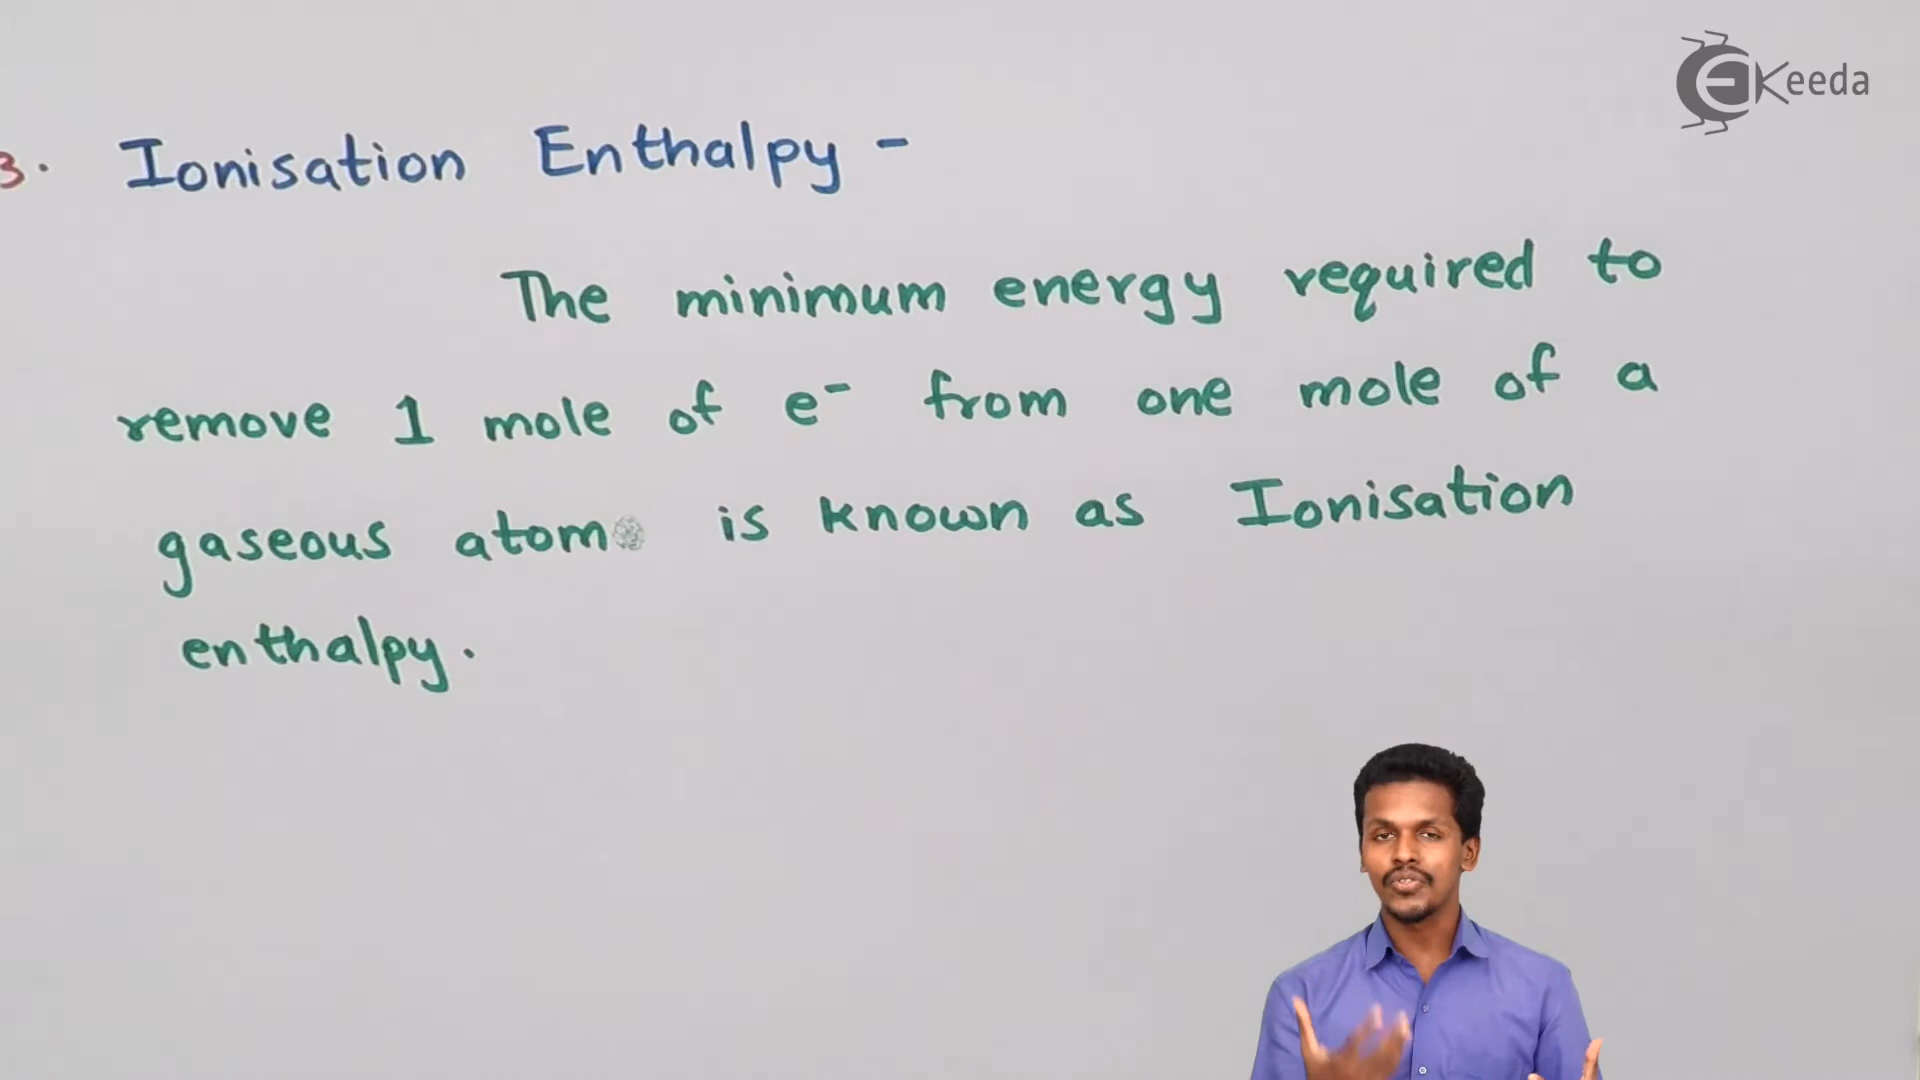 EKeeda
3. Ionisation Enthalpy -
The minimum energy required to
remove 1 mole of e⁻ from one mole of a
gaseous atom is known as Ionisation
enthalpy.